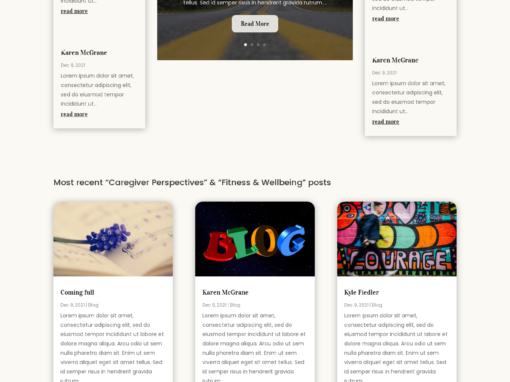 read more
Karen McGrane
Dec 9, 2021
Lorem ipsum dolor sit amet,
consectetur adipiscing elit,
sed do eiusmod tempor
incididunt ut...
read more
tellus. Sed id semper risus in hendrerit gravida rutrum....
Read More
incididunt ut...
read more
Karen McGrane
Dec 9, 2021
Lorem ipsum dolor sit amet,
consectetur adipiscing elit,
sed do eiusmod tempor
incididunt ut...
read more
Most recent “Caregiver Perspectives” & “Fitness & Wellbeing” posts
BLOG
COURAGE
Coming full
Dec 9, 2021 | Blog
Lorem ipsum dolor sit amet,
consectetur adipiscing elit, sed do
eiusmod tempor incididunt ut labore et
dolore magna aliqua. Arcu odio ut sem
nulla pharetra diam sit. Enim ut sem
viverra aliquet eget sit amet tellus. Sed
id semper risus in hendrerit gravida
rutrum.
Karen McGrane
Dec 5, 2021 | Blog
Lorem ipsum dolor sit amet,
consectetur adipiscing elit, sed do
eiusmod tempor incididunt ut labore et
dolore magna aliqua. Arcu odio ut sem
nulla pharetra diam sit. Enim ut sem
viverra aliquet eget sit amet tellus. Sed
id semper risus in hendrerit gravida
rutrum.
Kyle Fiedler
Dec 9, 2021 | Blog
Lorem ipsum dolor sit amet,
consectetur adipiscing elit, sed do
eiusmod tempor incididunt ut labore et
dolore magna aliqua. Arcu odio ut sem
nulla pharetra diam sit. Enim ut sem
viverra aliquet eget sit amet tellus. Sed
id semper risus in hendrerit gravida
rutrum.